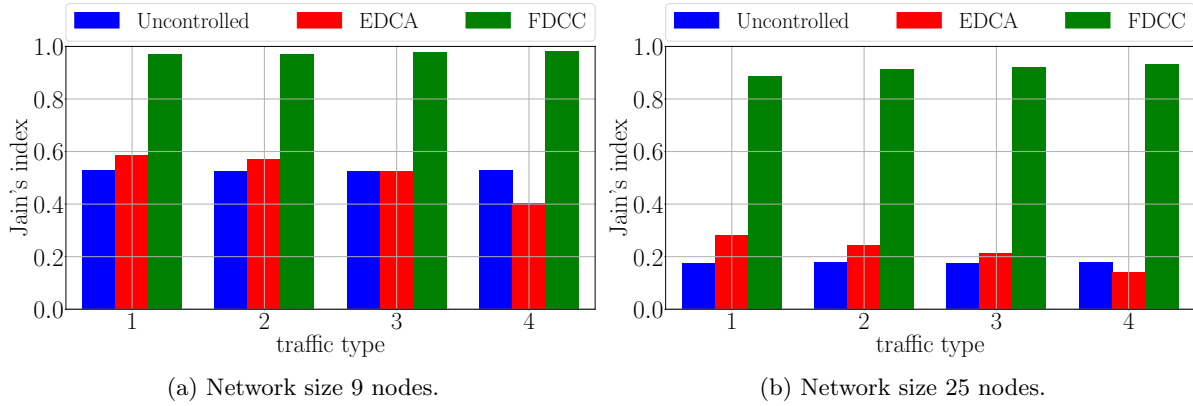 Uncontrolled EDCA FDCC
1.0
0.8
0.6
0.4
0.2
0.0
Jain's index
1 2 3 4
traffic type
(a) Network size 9 nodes.
Uncontrolled EDCA FDCC
1.0
0.8
0.6
0.4
0.2
0.0
Jain's index
1 2 3 4
traffic type
(b) Network size 25 nodes.